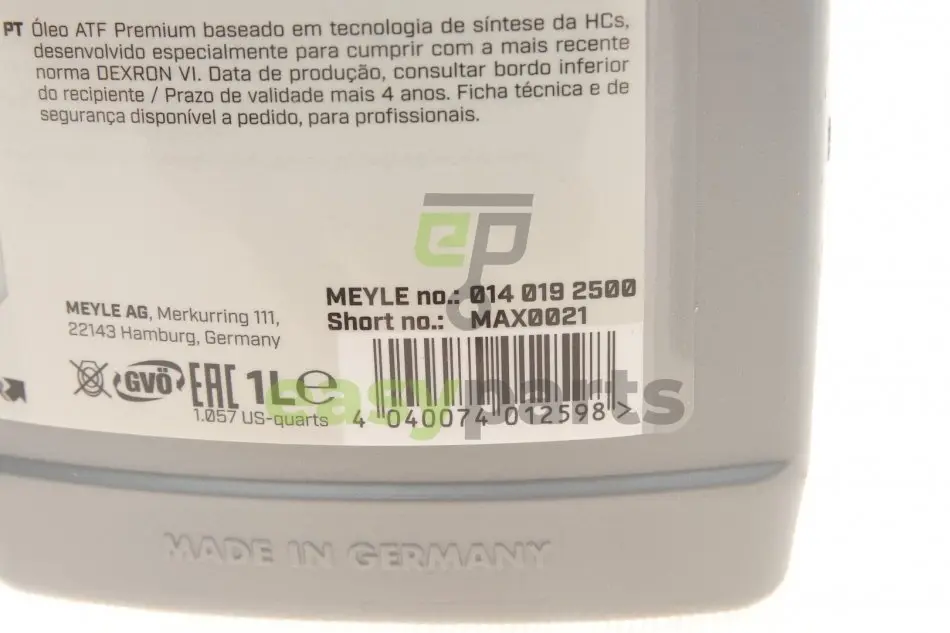 PT Óleo ATF Premium baseado em tecnologia de síntese da HCs,
desenvolvido especialmente para cumprir com a mais recente
norma DEXRON VI. Data de produção, consultar bordo inferior
do recipiente / Prazo de validade mais 4 anos. Ficha técnica e de
segurança disponível a pedido, para profissionais.
ep
MEYLE no.: 014 019 2500
Short no.: MAX0021
MEYLE AG, Merkurring 111,
22143 Hamburg, Germany
GVÖ EAC 1L e
1.057 US-quarts
easyparts
4 040074 012598 >
MADE IN GERMANY